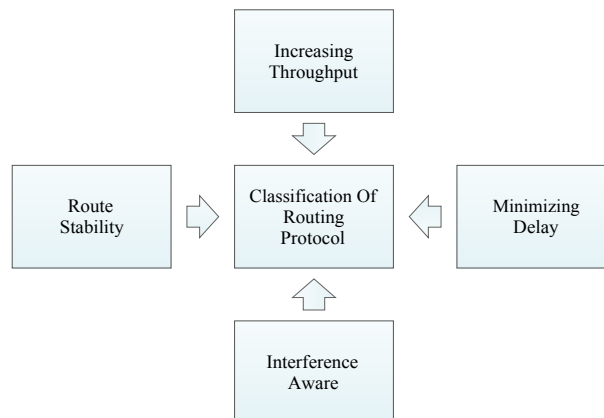 Increasing
Throughput
Route
Stability
Classification Of
Routing
Protocol
Minimizing
Delay
Interference
Aware